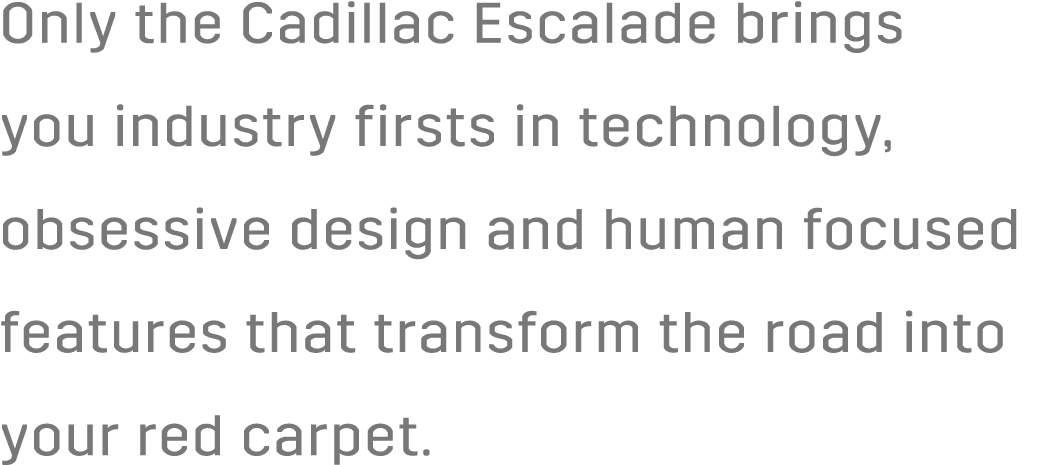 Only the Cadillac Escalade brings
you industry firsts in technology,
obsessive design and human focused
features that transform the road into
your red carpet.